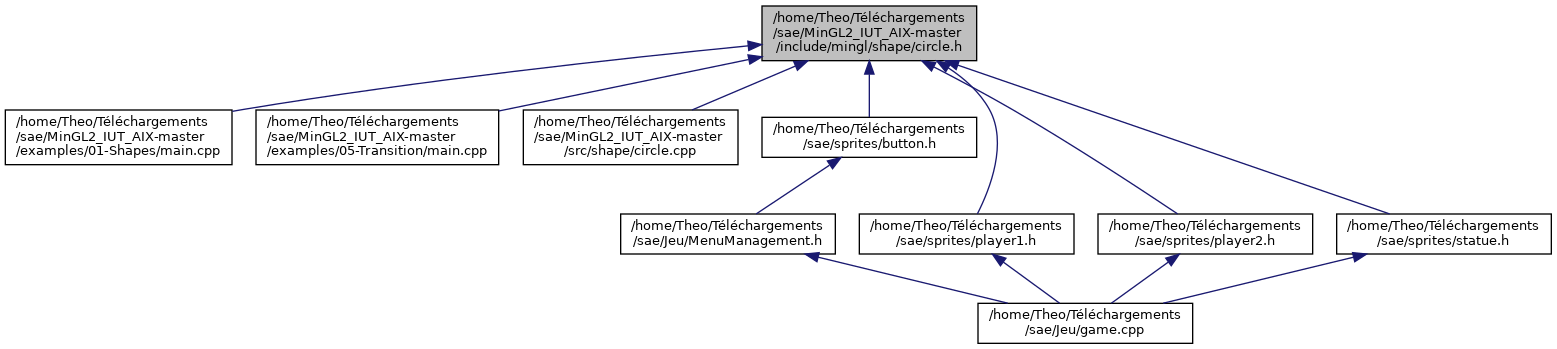 /home/Theo/Téléchargements
/sae/MinGL2_IUT_AIX-master
/include/mingl/shape/circle.h
/home/Theo/Téléchargements
/sae/MinGL2_IUT_AIX-master
/examples/01-Shapes/main.cpp
/home/Theo/Téléchargements
/sae/MinGL2_IUT_AIX-master
/examples/05-Transition/main.cpp
/home/Theo/Téléchargements
/sae/MinGL2_IUT_AIX-master
/src/shape/circle.cpp
/home/Theo/Téléchargements
/sae/sprites/button.h
/home/Theo/Téléchargements
/sae/Jeu/MenuManagement.h
/home/Theo/Téléchargements
/sae/sprites/player1.h
/home/Theo/Téléchargements
/sae/sprites/player2.h
/home/Theo/Téléchargements
/sae/sprites/statue.h
/home/Theo/Téléchargements
/sae/Jeu/game.cpp